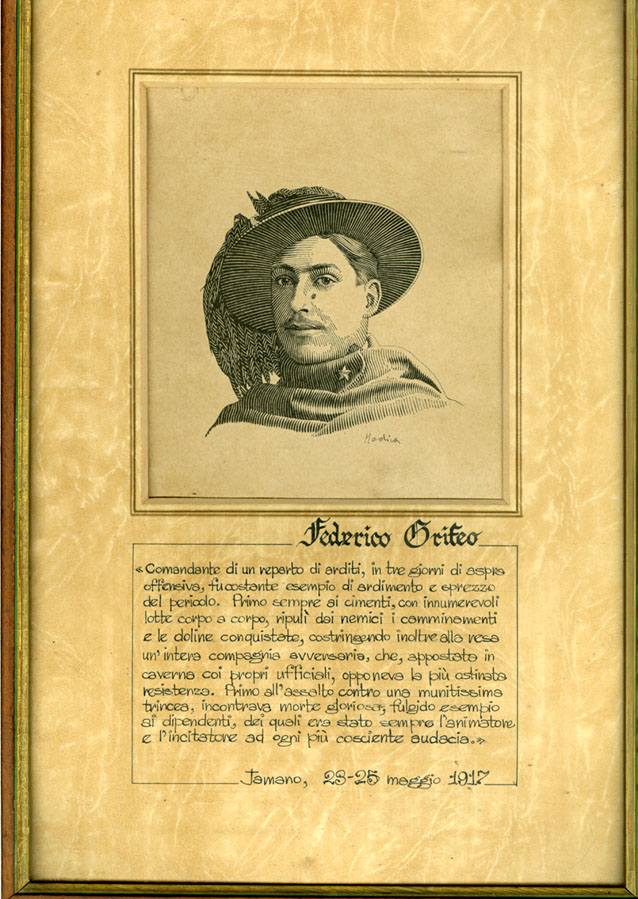 Modica
Federico Grifeo
«Comandante di un reparto di arditi, in tre giorni di aspra
offensiva, fu costante esempio di ardimento e sprezzo
del pericolo. Primo sempre ai cimenti, con innumerevoli
lotte corpo a corpo, ripulì dai nemici i camminamenti
e le doline conquistate, costringendo inoltre alla resa
un'intera compagnia avversaria, che, appostata in
caverna coi propri ufficiali, opponeva la più ostinata
resistenza. Primo all'assalto contro una munitissima
trincea, incontrava morte gloriosa, fulgido esempio
ai dipendenti, dei quali era stato sempre l'animatore
e l'incitatore ad ogni più cosciente audacia.»
Jamano, 23-25 maggio 1917